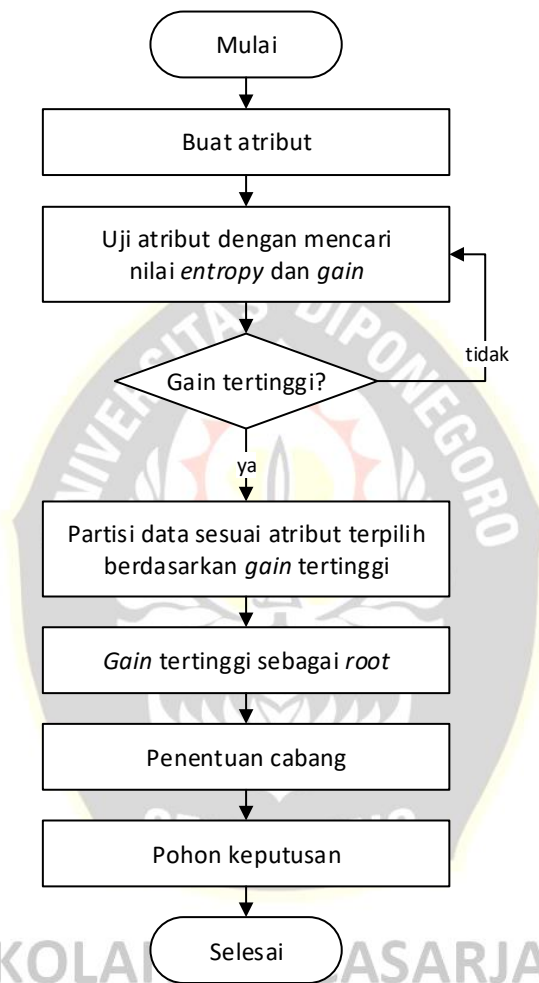 Mulai
Buat atribut
Uji atribut dengan mencari
nilai entropy dan gain
Gain tertinggi?
tidak
ya
Partisi data sesuai atribut terpilih
berdasarkan gain tertinggi
Gain tertinggi sebagai root
Penentuan cabang
Pohon keputusan
Selesai
DIPONEGORO